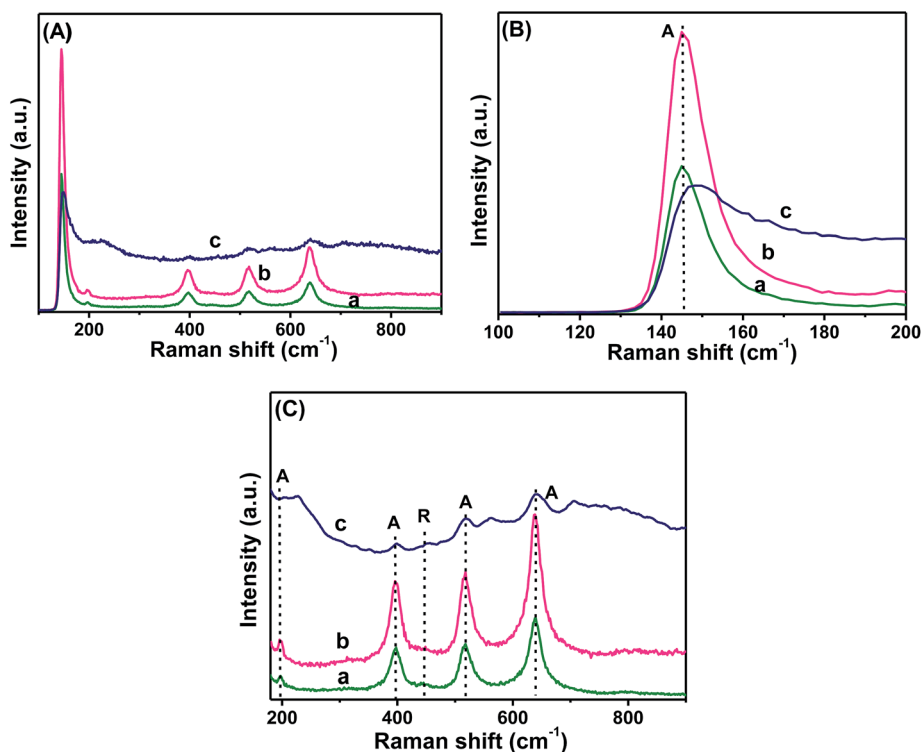 (A)
Intensity (a.u.)
c
b
a
200 400 600 800
Raman shift (cm⁻¹)
(B)
A
Intensity (a.u.)
c
b
a
100 120 140 160 180 200
Raman shift (cm⁻¹)
(C)
Intensity (a.u.)
A
A
R
A
A
c
b
a
200 400 600 800
Raman shift (cm⁻¹)